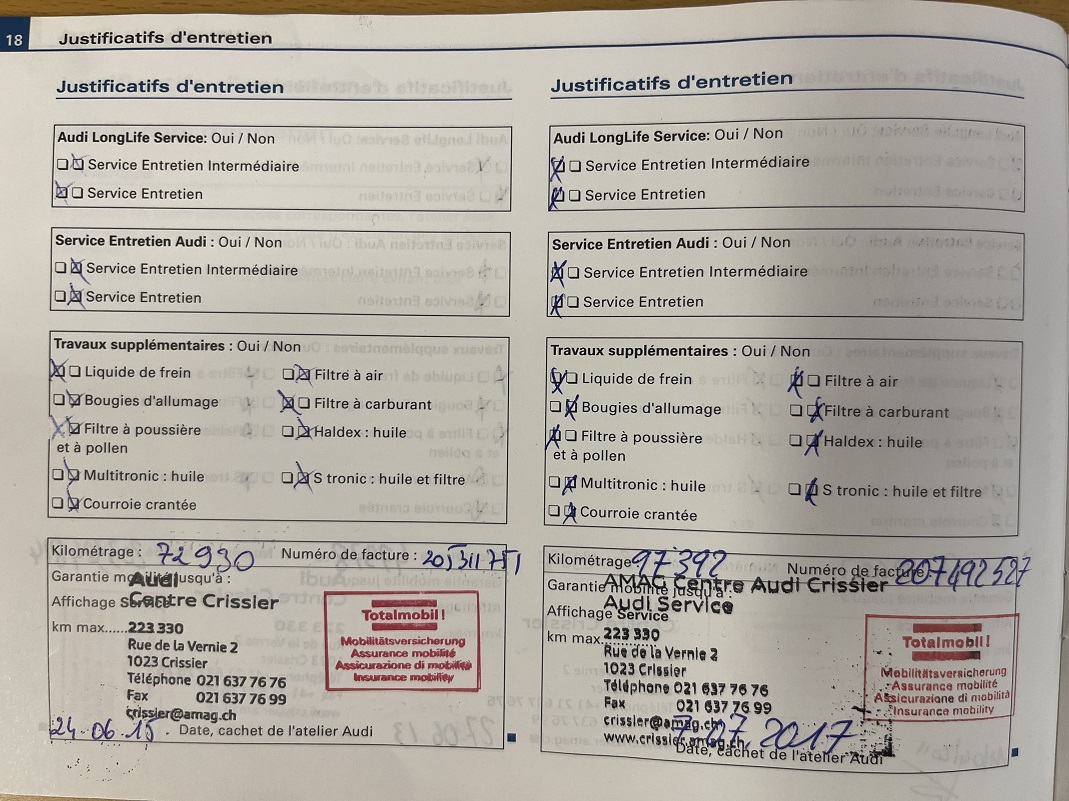 18
Justificatifs d'entretien
Justificatifs d'entretien
Audi LongLife Service: Oui / Non
Service Entretien Intermédiaire
Service Entretien
Service Entretien Audi : Oui / Non
Service Entretien Intermédiaire
Service Entretien
Travaux supplémentaires : Oui / Non
Liquide de frein Filtre à air
Bougies d'allumage Filtre à carburant
Filtre à poussière Haldex : huile
et à pollen
Multitronic : huile S tronic : huile et filtre
Courroie crantée
Kilométrage : 72 930 Numéro de facture : 205311751
Garantie mobilité jusqu'à :
Audi
Affichage Service
Centre Crissier
km max......223 330
Rue de la Vernie 2
1023 Crissier
Téléphone 021 637 76 76
Fax 021 637 76 99
crissier@amag.ch
Totalmobil!
Mobilitätsversicherung
Assurance mobilité
Assicurazione di mobilità
Insurance mobility
24.06.15. Date, cachet de l'atelier Audi
Justificatifs d'entretien
Audi LongLife Service: Oui / Non
Service Entretien Intermédiaire
Service Entretien
Service Entretien Audi : Oui / Non
Service Entretien Intermédiaire
Service Entretien
Travaux supplémentaires : Oui / Non
Liquide de frein Filtre à air
Bougies d'allumage Filtre à carburant
Filtre à poussière Haldex : huile
et à pollen
Multitronic : huile S tronic : huile et filtre
Courroie crantée
Kilométrage 97 392 Numéro de facture 207492527
Garantie mobilité jusqu'à :
AMAG Centre Audi Crissier
Audi Service
Affichage Service
km max. 223 330
Rue de la Vernie 2
1023 Crissier
Téléphone 021 637 76 76
Fax 021 637 76 99
crissier@amag.ch
www.crissier.amag.ch
Totalmobil!
Mobilitätsversicherung
Assurance mobilité
Assicurazione di mobilità
Insurance mobility
7.07.2017
Date, cachet de l'atelier Audi